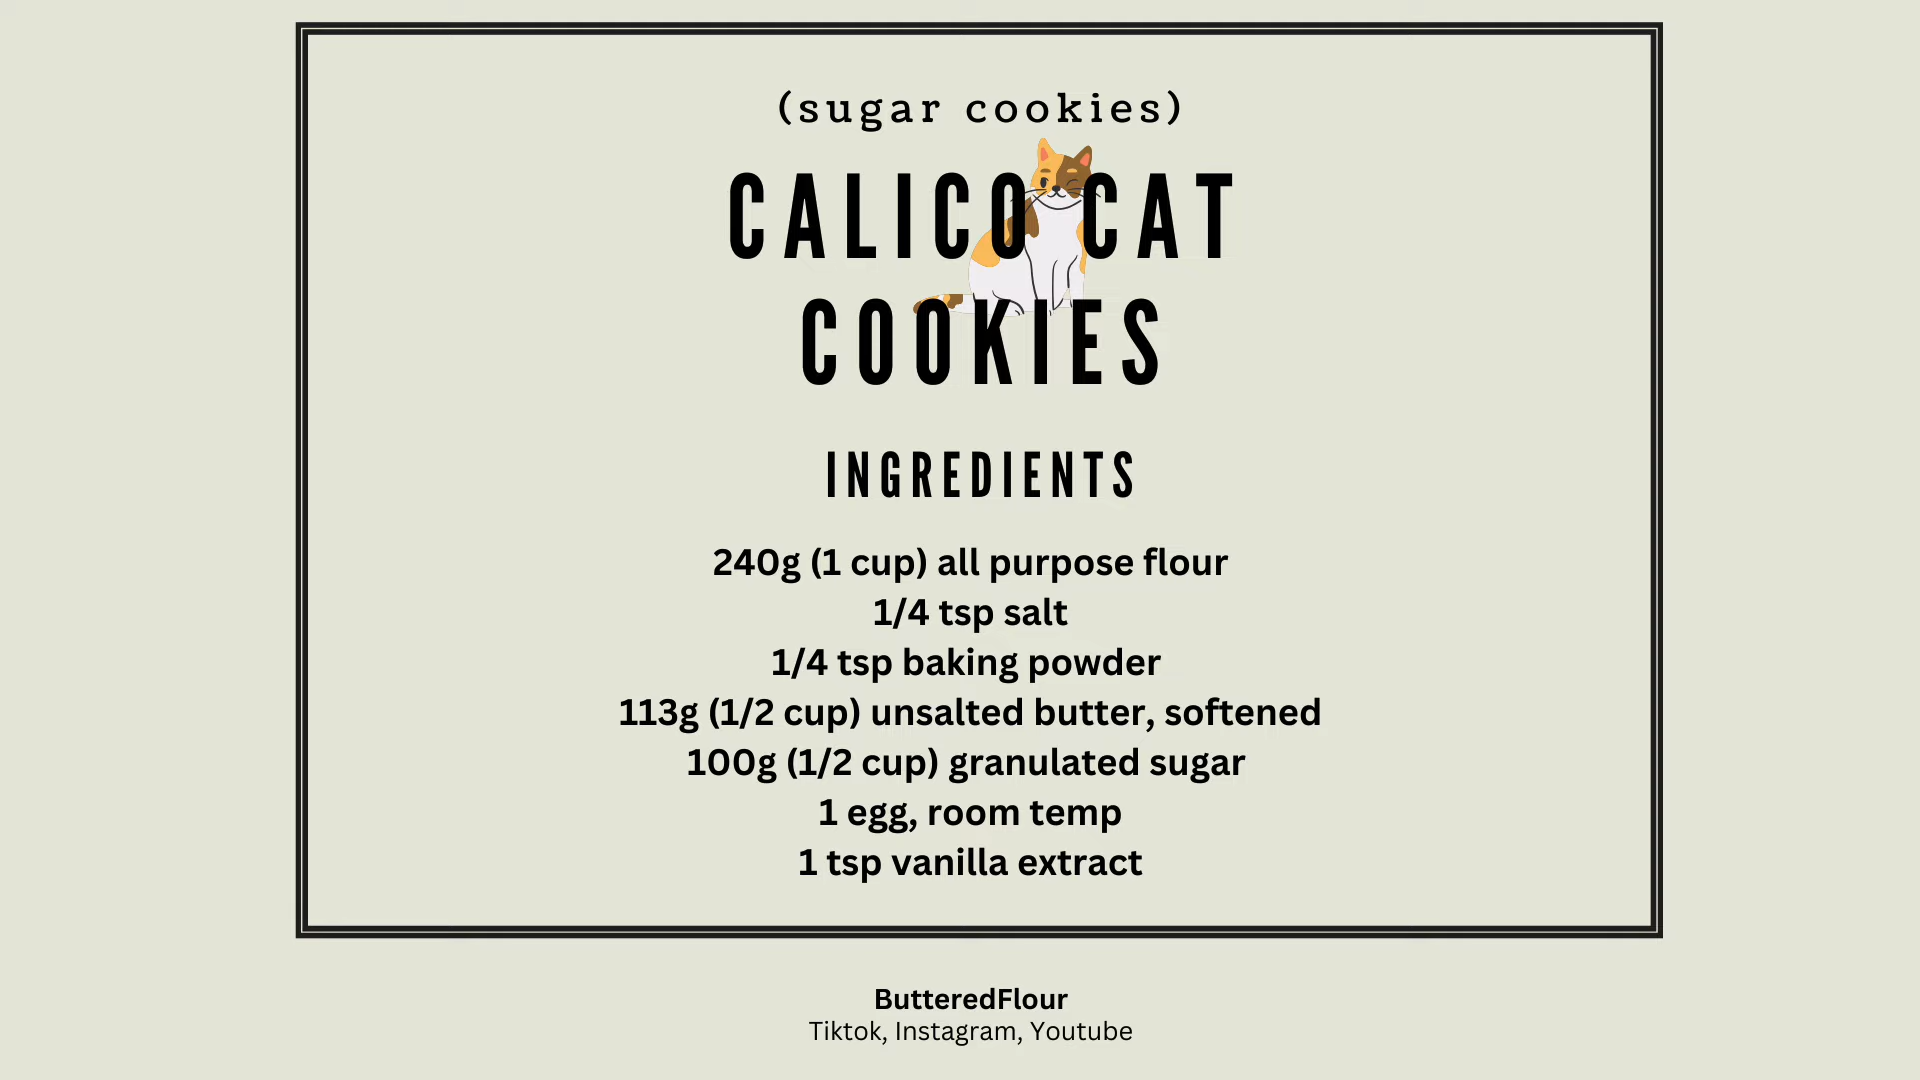 (sugar cookies)
CALICO CAT
COOKIES
INGREDIENTS
240g (1 cup) all purpose flour
1/4 tsp salt
1/4 tsp baking powder
113g (1/2 cup) unsalted butter, softened
100g (1/2 cup) granulated sugar
1 egg, room temp
1 tsp vanilla extract
ButteredFlour
Tiktok, Instagram, Youtube